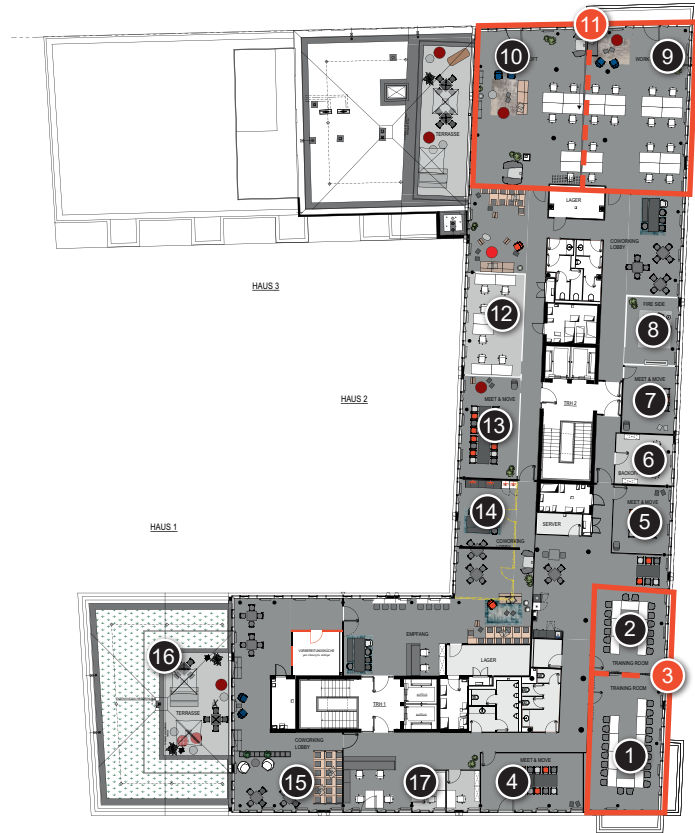 11
10
9
WORK
TERRASSE
LAGER
COWORKING
LOBBY
HAUS 3
FIRE SIDE
12
8
MEET & MOVE
HAUS 2
MEET & MOVE
TRH 2
7
13
6
BACKOF
MEET & MOVE
14
5
SERVER
HAUS 1
COWORKING
2
EMPFANG
16
LAGER
TRAINING ROOM
3
TRAINING ROOM
TERRASSE
TRH 1
COWORKING
LOBBY
1
MEET & MOVE
15
17
4